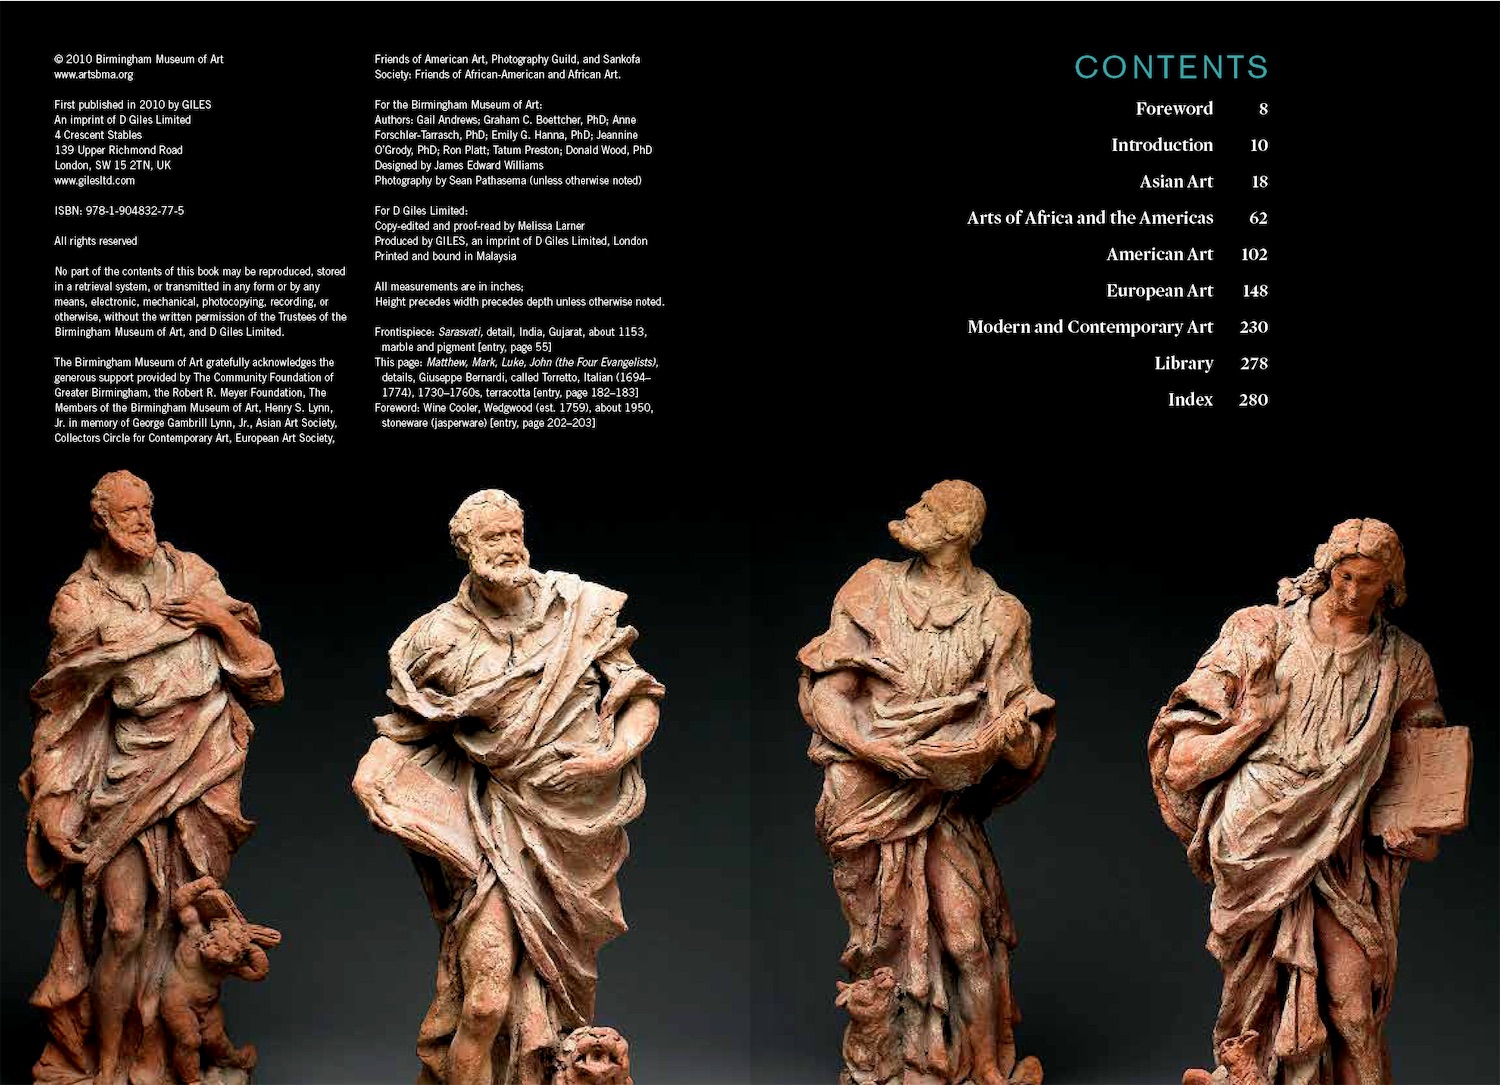 © 2010 Birmingham Museum of Art
www.artsbma.org
First published in 2010 by GILES
An imprint of D Giles Limited
4 Crescent Stables
139 Upper Richmond Road
London, SW 15 2TN, UK
www.gilesltd.com
ISBN: 978-1-904832-77-5
All rights reserved
No part of the contents of this book may be reproduced, stored
in a retrieval system, or transmitted in any form or by any
means, electronic, mechanical, photocopying, recording, or
otherwise, without the written permission of the Trustees of the
Birmingham Museum of Art, and D Giles Limited.
The Birmingham Museum of Art gratefully acknowledges the
generous support provided by The Community Foundation of
Greater Birmingham, the Robert R. Meyer Foundation, The
Members of the Birmingham Museum of Art, Henry S. Lynn,
Jr. in memory of George Gambrill Lynn, Jr., Asian Art Society,
Collectors Circle for Contemporary Art, European Art Society,
Friends of American Art, Photography Guild, and Sankofa
Society: Friends of African-American and African Art.
For the Birmingham Museum of Art:
Authors: Gail Andrews; Graham C. Boettcher, PhD; Anne
Forschler-Tarrasch, PhD; Emily G. Hanna, PhD; Jeannine
O'Grody, PhD; Ron Platt; Tatum Preston; Donald Wood, PhD
Designed by James Edward Williams
Photography by Sean Pathasema (unless otherwise noted)
For D Giles Limited:
Copy-edited and proof-read by Melissa Larner
Produced by GILES, an imprint of D Giles Limited, London
Printed and bound in Malaysia
All measurements are in inches;
Height precedes width precedes depth unless otherwise noted.
Frontispiece: Sarasvati, detail, India, Gujarat, about 1153,
marble and pigment [entry, page 55]
This page: Matthew, Mark, Luke, John (the Four Evangelists),
details, Giuseppe Bernardi, called Torretto, Italian (1694–
1774), 1730–1760s, terracotta [entry, page 182–183]
Foreword: Wine Cooler, Wedgwood (est. 1759), about 1950,
stoneware (jasperware) [entry, page 202–203]
CONTENTS
Foreword 8
Introduction 10
Asian Art 18
Arts of Africa and the Americas 62
American Art 102
European Art 148
Modern and Contemporary Art 230
Library 278
Index 280